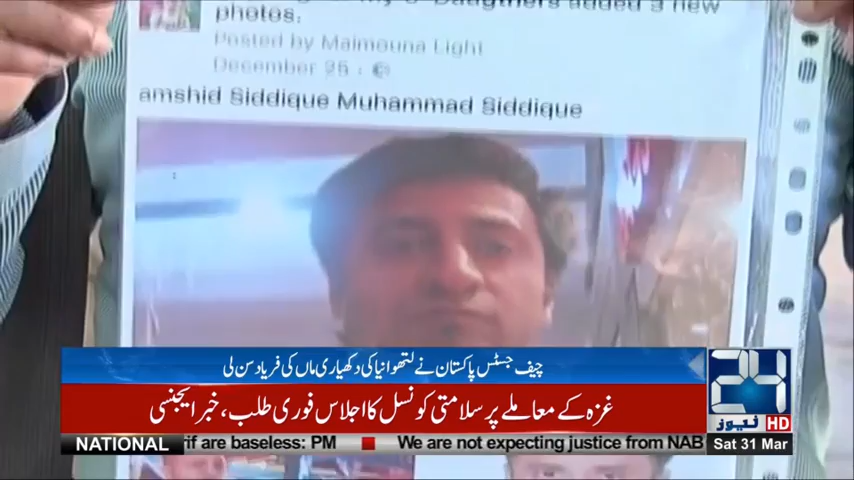 Daugthers added 3 new
photos.
Posted by Maimouna Light
December 25
amshid Siddique Muhammad Siddique
چیف جسٹس پاکستان نے لتھوانیا کی دکھیاری ماں کی فریاد سن لی
غزہ کے معاملے پر سلامتی کونسل کا اجلاس فوری طلب، خبر ایجنسی
24
نیوز HD
NATIONAL rif are baseless: PM We are not expecting justice from NAB Sat 31 Mar